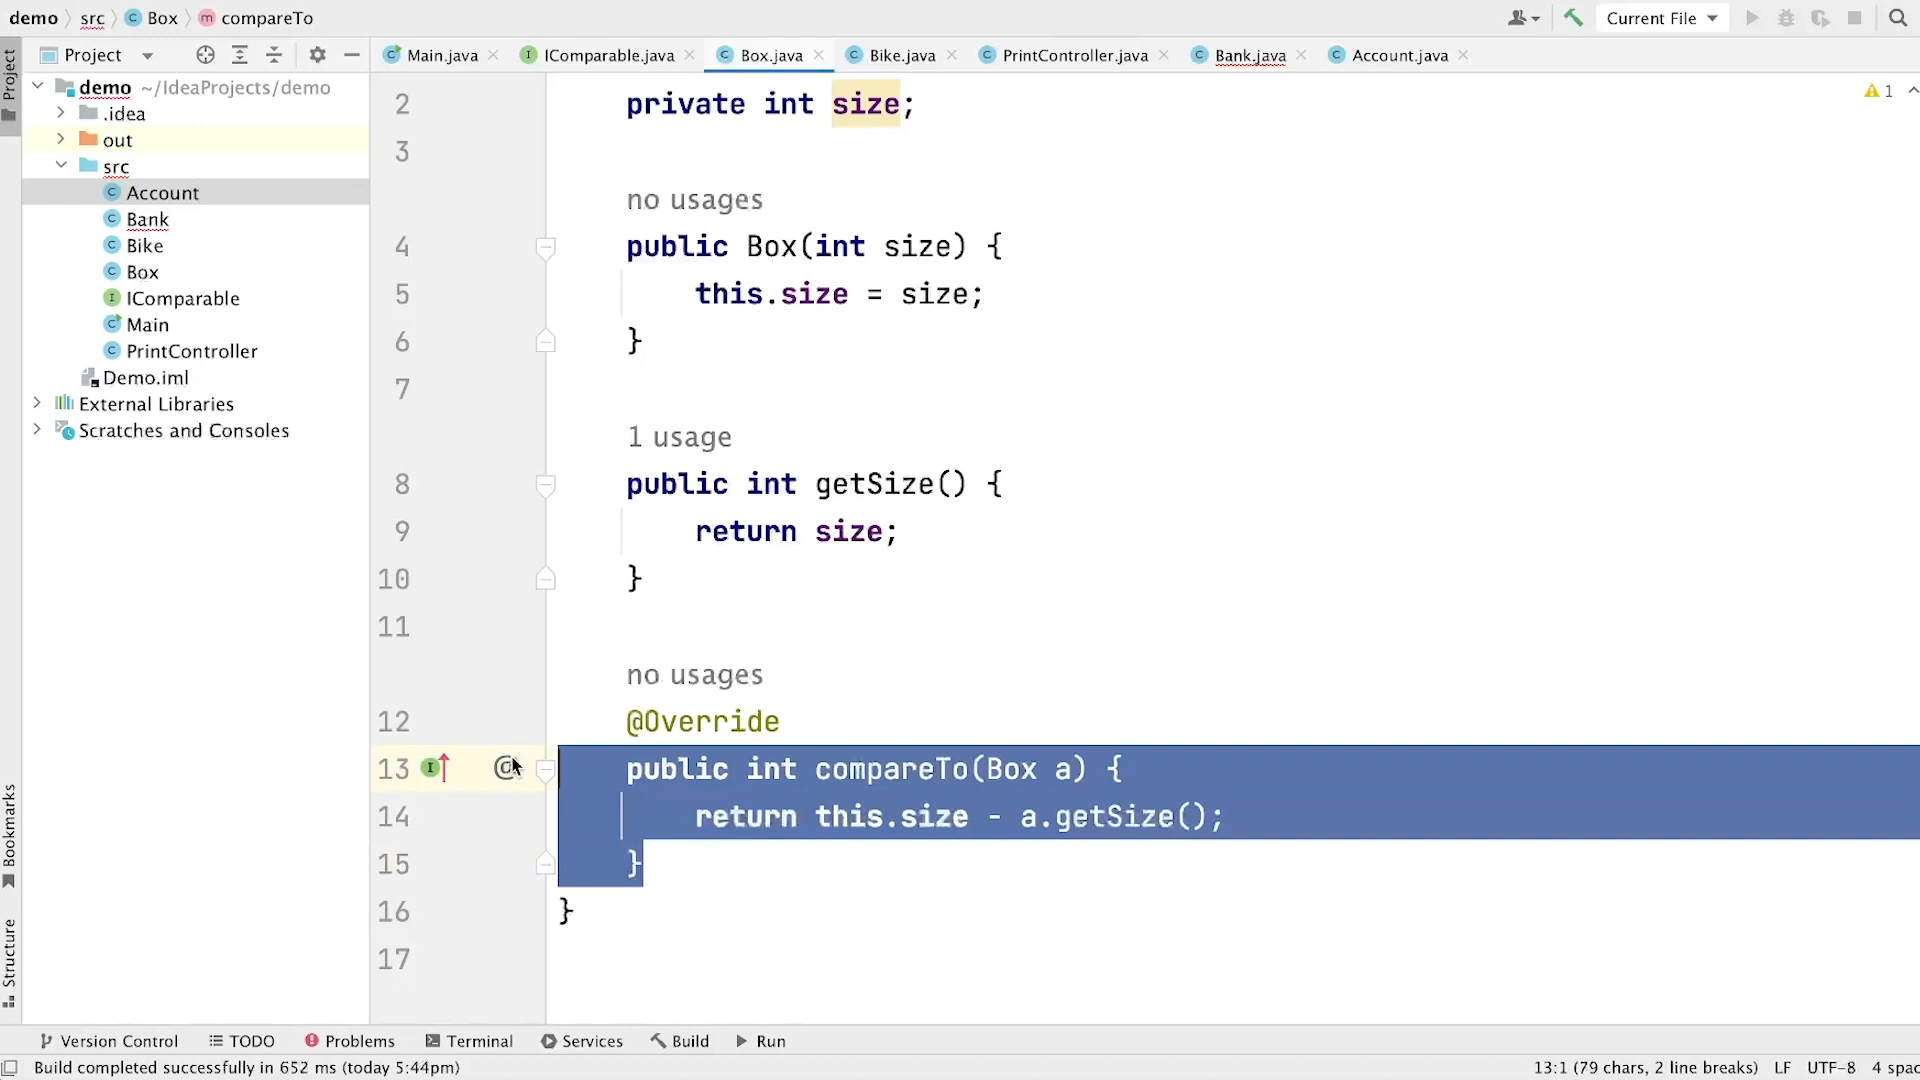 demo src Box compareTo
Current File
Project
Main.java IComparable.java Box.java Bike.java PrintController.java Bank.java Account.java
demo ~/IdeaProjects/demo
.idea
out
src
Account
Bank
Bike
Box
IComparable
Main
PrintController
Demo.iml
External Libraries
Scratches and Consoles
Project
Bookmarks
Structure
1
2 private int size;
3
no usages
4 public Box(int size) {
5 this.size = size;
6 }
7
1 usage
8 public int getSize() {
9 return size;
10 }
11
no usages
12 @Override
13 public int compareTo(Box a) {
14 return this.size - a.getSize();
15 }
16 }
17
Version Control TODO Problems Terminal Services Build Run
Build completed successfully in 652 ms (today 5:44pm)
13:1 (79 chars, 2 line breaks) LF UTF-8 4 spac